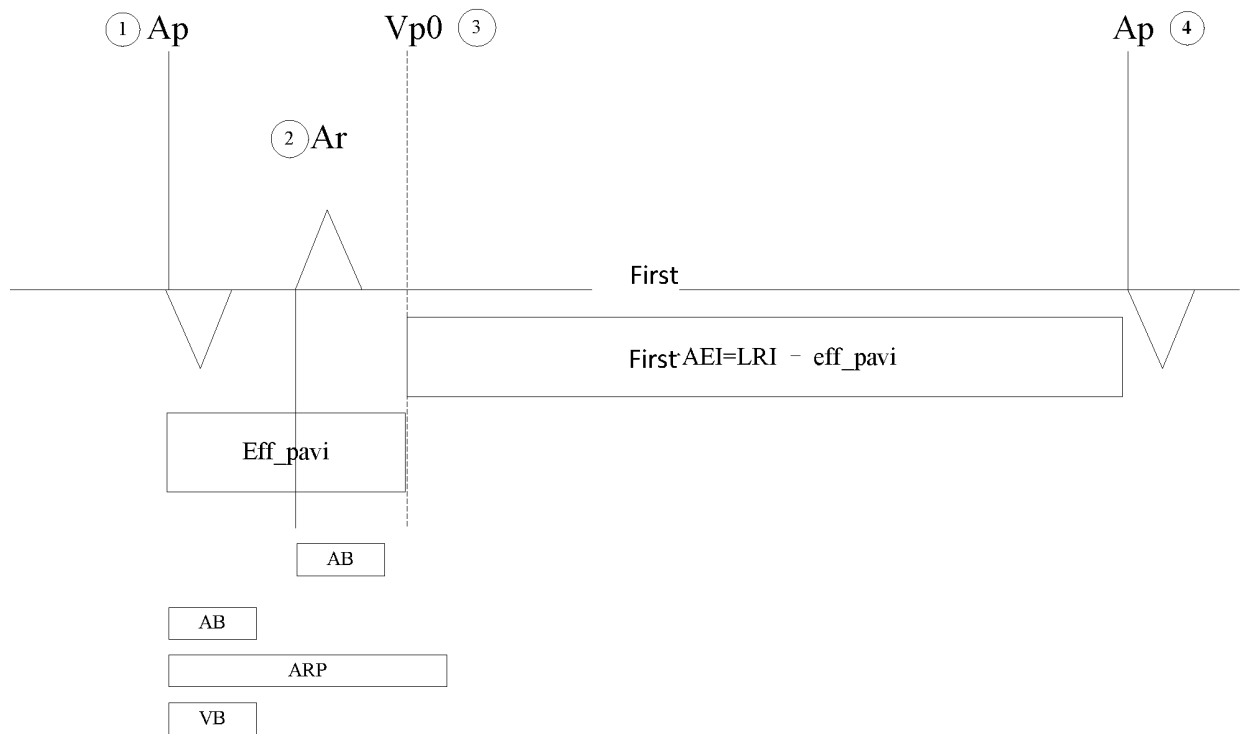 ① Ap Vp0 ③ Ap ④
② Ar
First
First AEI=LRI - eff_pavi
Eff_pavi
AB
AB
ARP
VB